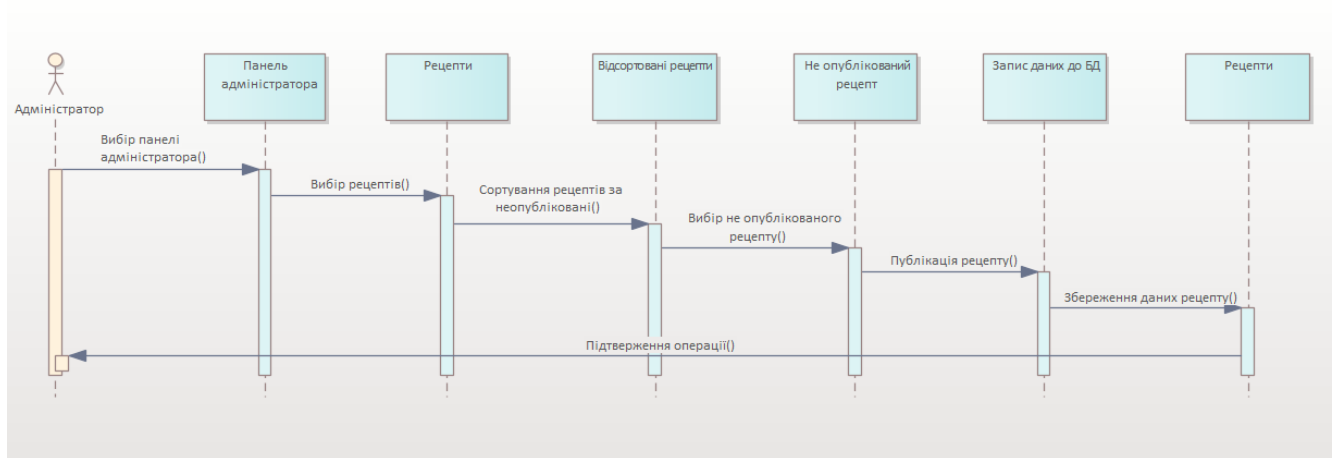 Адміністратор
Панель
адміністратора
Рецепти
Відсортовані рецепти
Не опублікований
рецепт
Запис даних до БД
Рецепти
Вибір панелі
адміністратора()
Вибір рецептів()
Сортування рецептів за
неопубліковані()
Вибір не опублікованого
рецепту()
Публікація рецепту()
Збереження даних рецепту()
Підтверження операції()